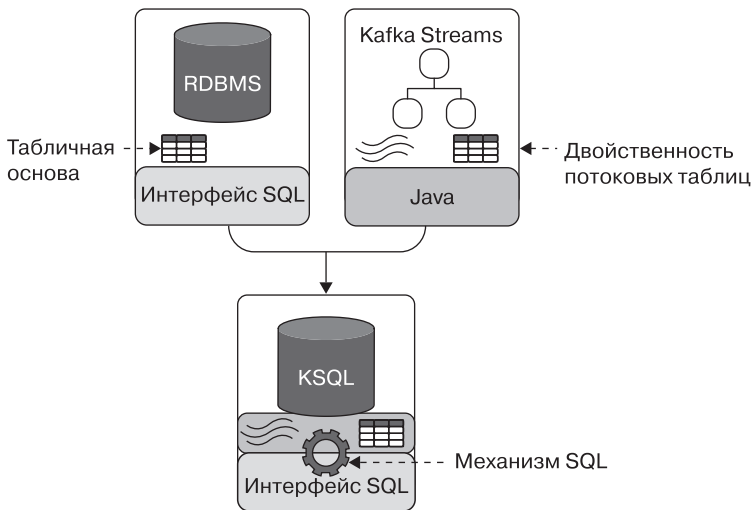 RDBMS
Табличная
основа
Интерфейс SQL
Kafka Streams
Java
Двойственность
потоковых таблиц
KSQL
Механизм SQL
Интерфейс SQL